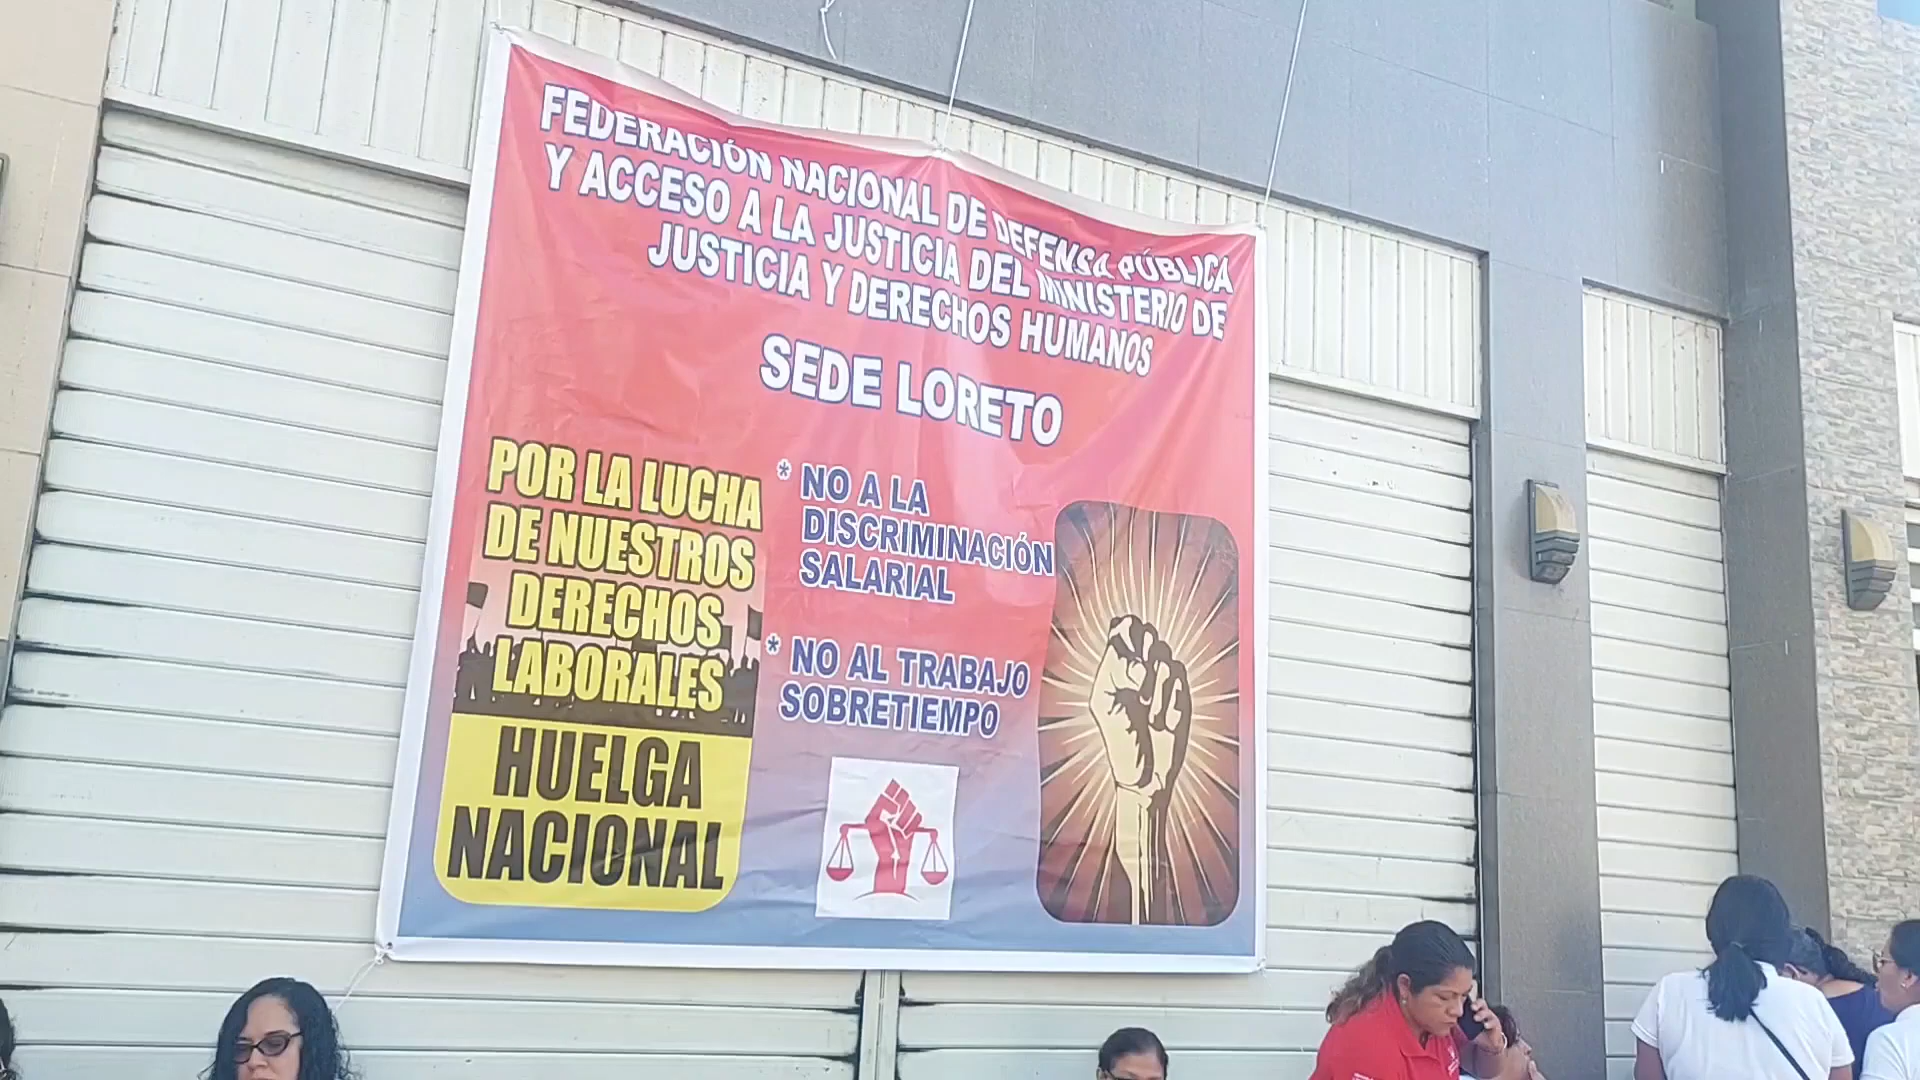 FEDERACIÓN NACIONAL DE DEFENSA PÚBLICA
Y ACCESO A LA JUSTICIA DEL MINISTERIO DE
JUSTICIA Y DERECHOS HUMANOS
SEDE LORETO
POR LA LUCHA
DE NUESTROS
DERECHOS
LABORALES
HUELGA
NACIONAL
* NO A LA
DISCRIMINACIÓN
SALARIAL
* NO AL TRABAJO
SOBRETIEMPO